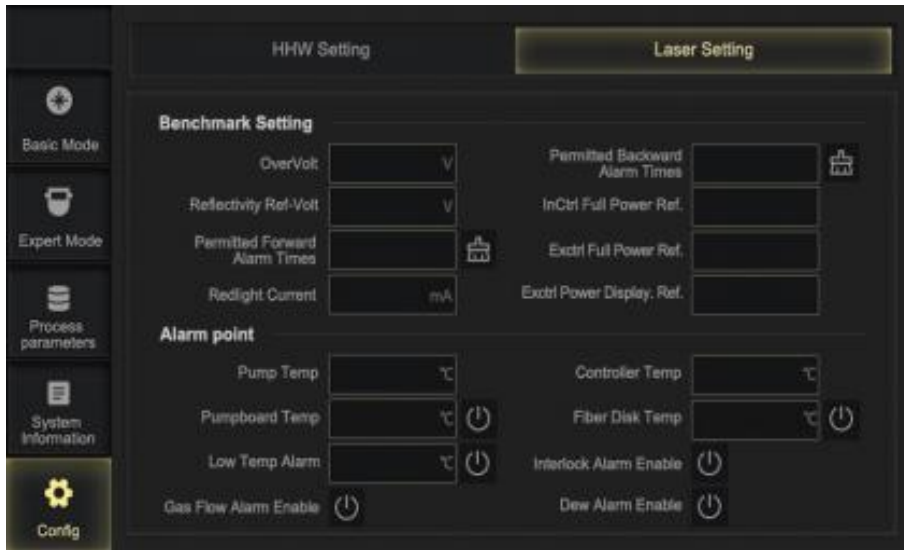 HHW Setting
Laser Setting
Basic Mode
Expert Mode
Process
parameters
System
Information
Config
Benchmark Setting
OverVolt
V
Permitted Backward
Alarm Times
Reflectivity Ref-Volt
V
InCtrl Full Power Ref.
Permitted Forward
Alarm Times
Exctrl Full Power Ref.
Redlight Current
mA
Exctrl Power Display. Ref.
Alarm point
Pump Temp
℃
Controller Temp
℃
Pumpboard Temp
℃
Fiber Disk Temp
℃
Low Temp Alarm
℃
Interlock Alarm Enable
Gas Flow Alarm Enable
Dew Alarm Enable